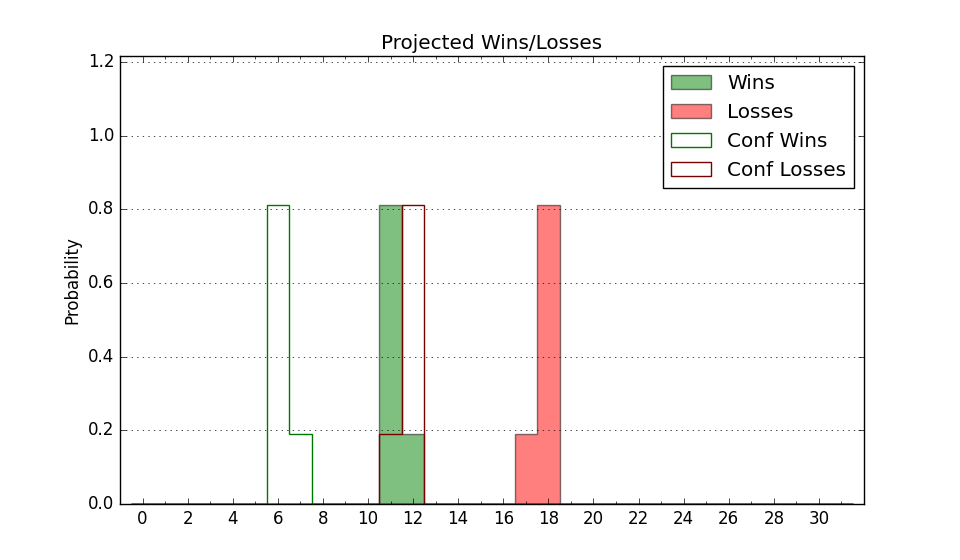 Projected Wins/Losses
1.2
1.0
0.8
0.6
0.4
0.2
0.0
Probability
Wins
Losses
Conf Wins
Conf Losses
0 2 4 6 8 10 12 14 16 18 20 22 24 26 28 30